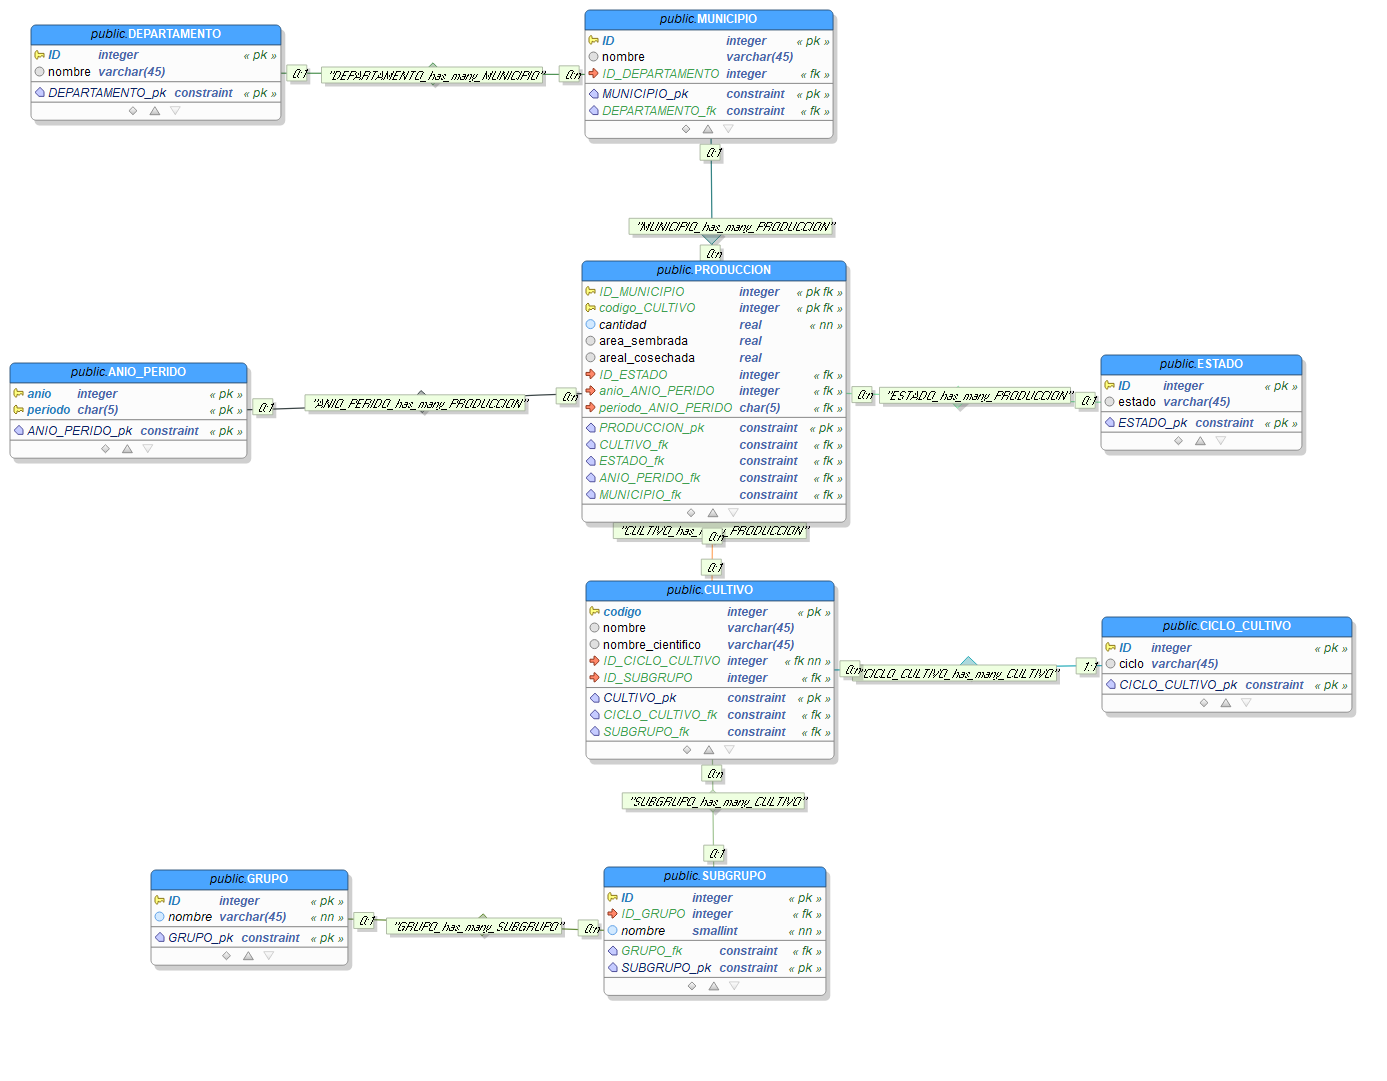 public.DEPARTAMENTO
ID integer « pk »
nombre varchar(45)
DEPARTAMENTO_pk constraint « pk »
0:1
"DEPARTAMENTO_has_many_MUNICIPIO"
0:n
public.MUNICIPIO
ID integer « pk »
nombre varchar(45)
ID_DEPARTAMENTO integer « fk »
MUNICIPIO_pk constraint « pk »
DEPARTAMENTO_fk constraint « fk »
0:1
"MUNICIPIO_has_many_PRODUCCION"
0:n
public.PRODUCCION
ID_MUNICIPIO integer « pk fk »
codigo_CULTIVO integer « pk fk »
cantidad real « nn »
area_sembrada real
areal_cosechada real
ID_ESTADO integer « fk »
anio_ANIO_PERIDO integer « fk »
periodo_ANIO_PERIDO char(5) « fk »
PRODUCCION_pk constraint « pk »
CULTIVO_fk constraint « fk »
ESTADO_fk constraint « fk »
ANIO_PERIDO_fk constraint « fk »
MUNICIPIO_fk constraint « fk »
public.ANIO_PERIDO
anio integer « pk »
periodo char(5) « pk »
ANIO_PERIDO_pk constraint « pk »
0:1
"ANIO_PERIDO_has_many_PRODUCCION"
0:n
0:n
"ESTADO_has_many_PRODUCCION"
0:1
public.ESTADO
ID integer « pk »
estado varchar(45)
ESTADO_pk constraint « pk »
"CULTIVO_has_ y_PRODUCCION"
0:n
0:1
public.CULTIVO
codigo integer « pk »
nombre varchar(45)
nombre_cientifico varchar(45)
ID_CICLO_CULTIVO integer « fk nn »
ID_SUBGRUPO integer « fk »
CULTIVO_pk constraint « pk »
CICLO_CULTIVO_fk constraint « fk »
SUBGRUPO_fk constraint « fk »
0:n
"CICLO_CULTIVO_has_many_CULTIVO"
1:1
public.CICLO_CULTIVO
ID integer « pk »
ciclo varchar(45)
CICLO_CULTIVO_pk constraint « pk »
0:n
"SUBGRUPO_has_many_CULTIVO"
0:1
public.GRUPO
ID integer « pk »
nombre varchar(45) « nn »
GRUPO_pk constraint « pk »
0:1
"GRUPO_has_many_SUBGRUPO"
0:n
public.SUBGRUPO
ID integer « pk »
ID_GRUPO integer « fk »
nombre smallint « nn »
GRUPO_fk constraint « fk »
SUBGRUPO_pk constraint « pk »